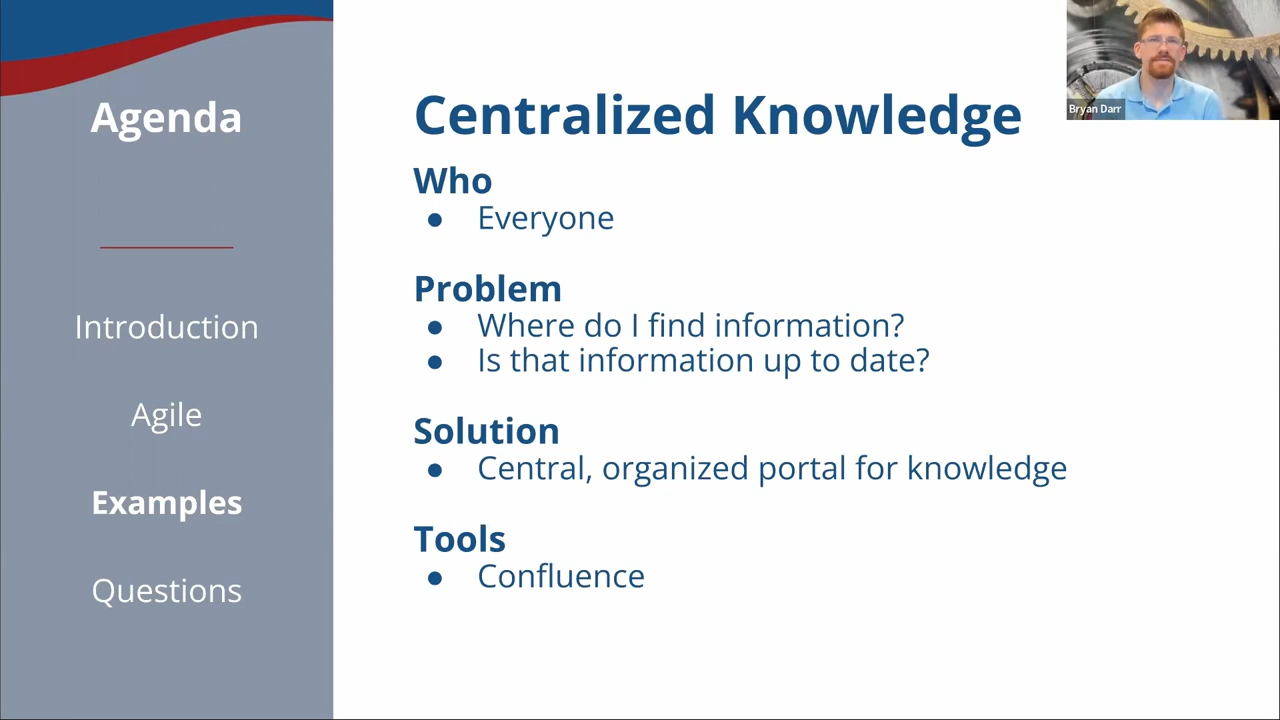 Agenda
Introduction
Agile
Examples
Questions
Centralized Knowledge
Who
● Everyone
Problem
● Where do I find information?
● Is that information up to date?
Solution
● Central, organized portal for knowledge
Tools
● Confluence
Bryan Darr